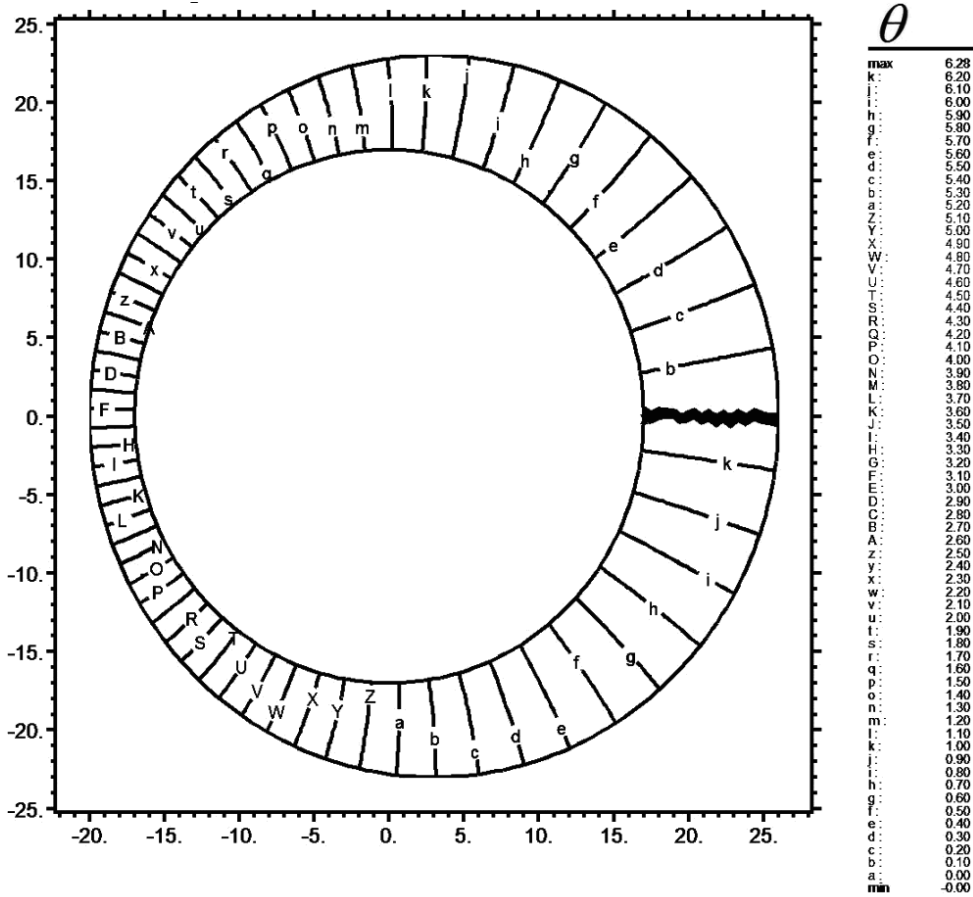 25.
20.
15.
10.
5.
0.
-5.
-10.
-15.
-20.
-25.
-20. -15. -10. -5. 0. 5. 10. 15. 20. 25.
l
k
j
i
h
g
f
e
d
c
b
m
n
o
p
q
r
s
t
u
v
x
z
A
B
D
F
H
I
K
L
N
O
P
R
S
T
U
V
W
X
Y
Z
a
b
c
d
e
f
g
h
i
j
k
θ
max 6.28
k: 6.20
j: 6.10
i: 6.00
h: 5.90
g: 5.80
f: 5.70
e: 5.60
d: 5.50
c: 5.40
b: 5.30
a: 5.20
Z: 5.10
Y: 5.00
X: 4.90
W: 4.80
V: 4.70
U: 4.60
T: 4.50
S: 4.40
R: 4.30
Q: 4.20
P: 4.10
O: 4.00
N: 3.90
M: 3.80
L: 3.70
K: 3.60
J: 3.50
I: 3.40
H: 3.30
G: 3.20
F: 3.10
E: 3.00
D: 2.90
C: 2.80
B: 2.70
A: 2.60
z: 2.50
y: 2.40
x: 2.30
w: 2.20
v: 2.10
u: 2.00
t: 1.90
s: 1.80
r: 1.70
q: 1.60
p: 1.50
o: 1.40
n: 1.30
m: 1.20
l: 1.10
k: 1.00
j: 0.90
i: 0.80
h: 0.70
g: 0.60
f: 0.50
e: 0.40
d: 0.30
c: 0.20
b: 0.10
a: 0.00
min -0.00